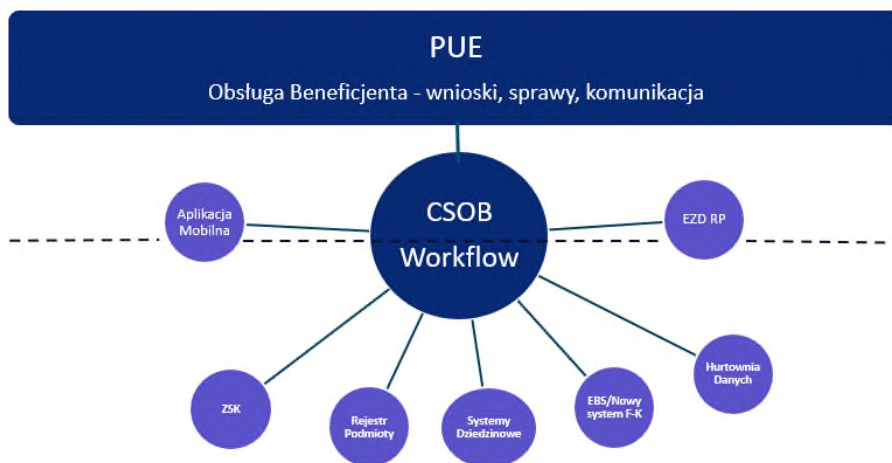 PUE
Obsługa Beneficjenta - wnioski, sprawy, komunikacja
Aplikacja
Mobilna
CSOB
Workflow
EZD RP
ZSK
Rejestr
Podmioty
Systemy
Dziedzinowe
EBS/Nowy
system F-K
Hurtownia
Danych